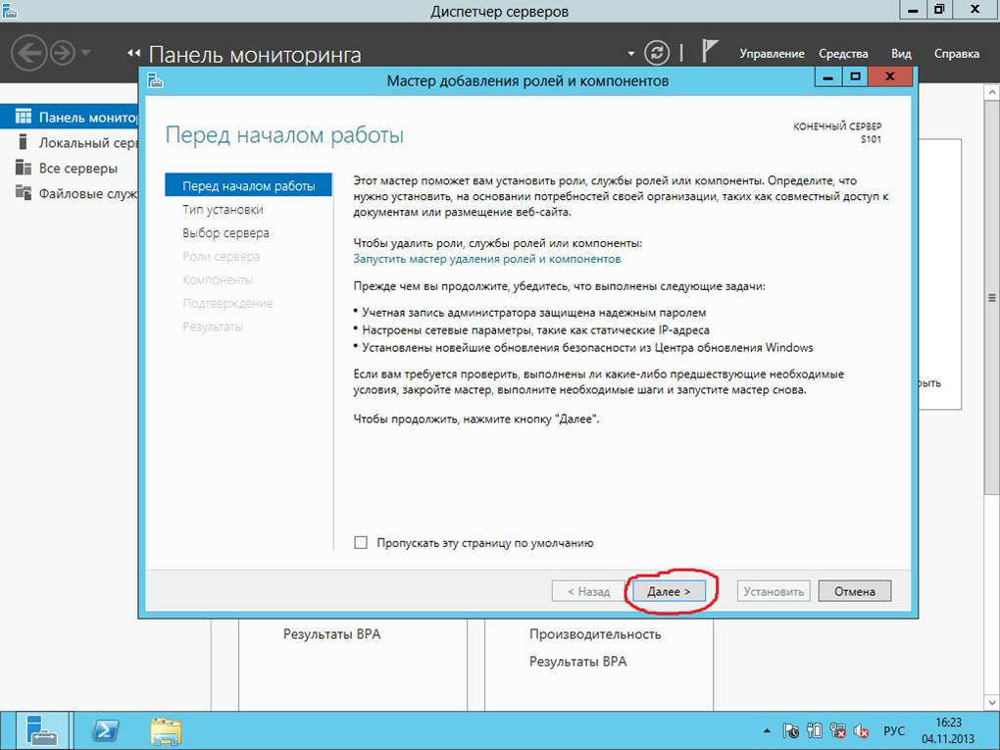 Диспетчер серверов
Панель мониторинга
Управление Средства Вид Справка
Мастер добавления ролей и компонентов
Панель
Локальный
Все серверы
Файловые
Перед началом работы
КОНЕЧНЫЙ СЕРВЕР
S101
Перед началом работы
Тип установки
Выбор сервера
Роли сервера
Компоненты
Подтверждение
Результаты
Этот мастер поможет вам установить роли, службы ролей или компоненты. Определите, что
нужно установить, на основании потребностей своей организации, таких как совместный доступ к
документам или размещение веб-сайта.
Чтобы удалить роли, службы ролей или компоненты:
Запустить мастер удаления ролей и компонентов
Прежде чем вы продолжите, убедитесь, что выполнены следующие задачи:
• Учетная запись администратора защищена надежным паролем
• Настроены сетевые параметры, такие как статические IP-адреса
• Установлены новейшие обновления безопасности из Центра обновления Windows
Если вам требуется проверить, выполнены ли какие-либо предшествующие необходимые
условия, закройте мастер, выполните необходимые шаги и запустите мастер снова.
Чтобы продолжить, нажмите кнопку "Далее".
Пропускать эту страницу по умолчанию
< Назад Далее > Установить Отмена
Результаты BPA
Производительность
Результаты BPA
РУС
16:23
04.11.2013